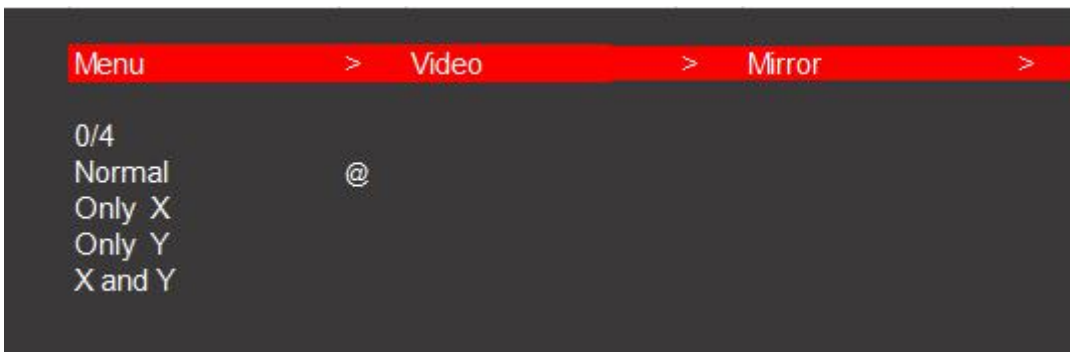 Menu > Video > Mirror >
0/4
Normal @
Only X
Only Y
X and Y